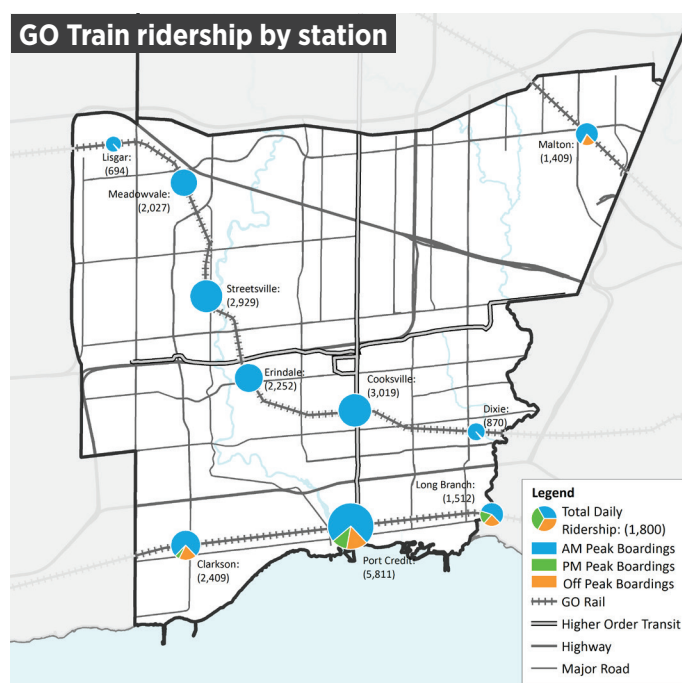 GO Train ridership by station
Lisgar:
(694)
Malton:
(1,409)
Meadowvale:
(2,027)
Streetsville:
(2,929)
Erindale:
(2,252)
Cooksville:
(3,019)
Dixie:
(870)
Long Branch:
(1,512)
Clarkson:
(2,409)
Port Credit:
(5,811)
Legend
Total Daily
Ridership: (1,800)
AM Peak Boardings
PM Peak Boardings
Off Peak Boardings
GO Rail
Higher Order Transit
Highway
Major Road